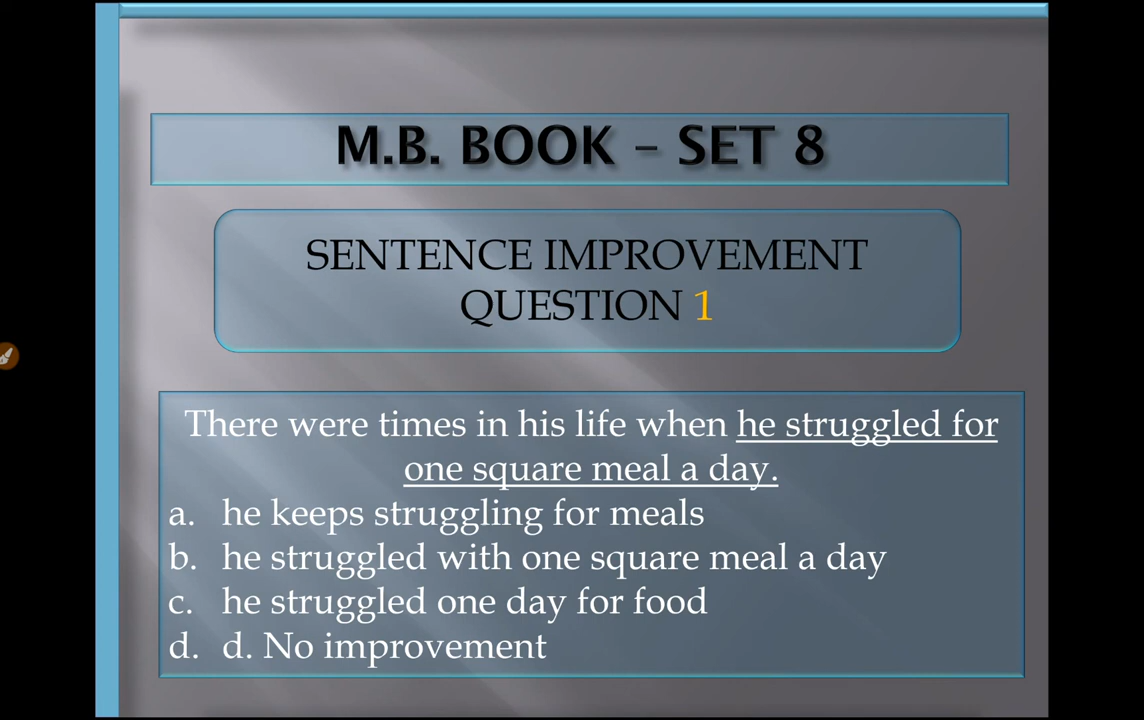 M.B. BOOK – SET 8
SENTENCE IMPROVEMENT
QUESTION 1
There were times in his life when he struggled for
one square meal a day.
a. he keeps struggling for meals
b. he struggled with one square meal a day
c. he struggled one day for food
d. d. No improvement